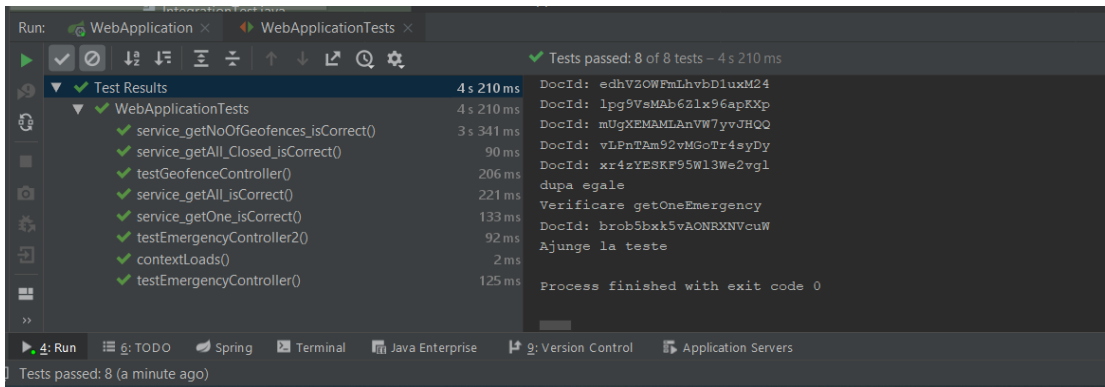 IntegrationTest.java
Run: WebApplication × WebApplicationTests ×
Tests passed: 8 of 8 tests – 4 s 210 ms
Test Results 4 s 210 ms
WebApplicationTests 4 s 210 ms
service_getNoOfGeofences_isCorrect() 3 s 341 ms
service_getAll_Closed_isCorrect() 90 ms
testGeofenceController() 206 ms
service_getAll_isCorrect() 221 ms
service_getOne_isCorrect() 133 ms
testEmergencyController2() 92 ms
contextLoads() 2 ms
testEmergencyController() 125 ms
DocId: edhVZOWFmLhvbD1uxM24
DocId: lpg9VsMAb6Zlx96apKXp
DocId: mUgXEMAMLAnVW7yvJHQQ
DocId: vLPnTAm92vMGoTr4syDy
DocId: xr4zYESKF95Wl3We2vgl
dupa egale
Verificare getOneEmergency
DocId: brob5bxk5vAONRXNVcuW
Ajunge la teste
Process finished with exit code 0
4: Run 6: TODO Spring Terminal Java Enterprise 9: Version Control Application Servers
Tests passed: 8 (a minute ago)